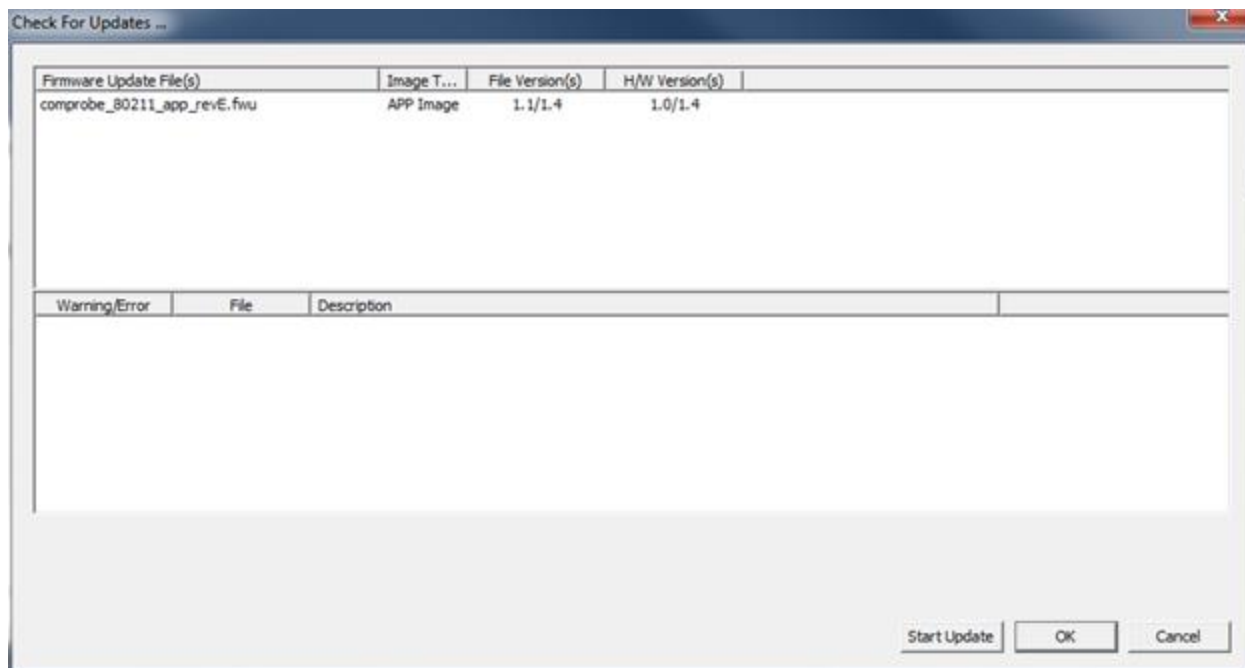 Check For Updates ...
Firmware Update File(s) Image T... File Version(s) H/W Version(s)
comprobe_80211_app_revE.fwu APP Image 1.1/1.4 1.0/1.4
Warning/Error File Description
Start Update OK Cancel